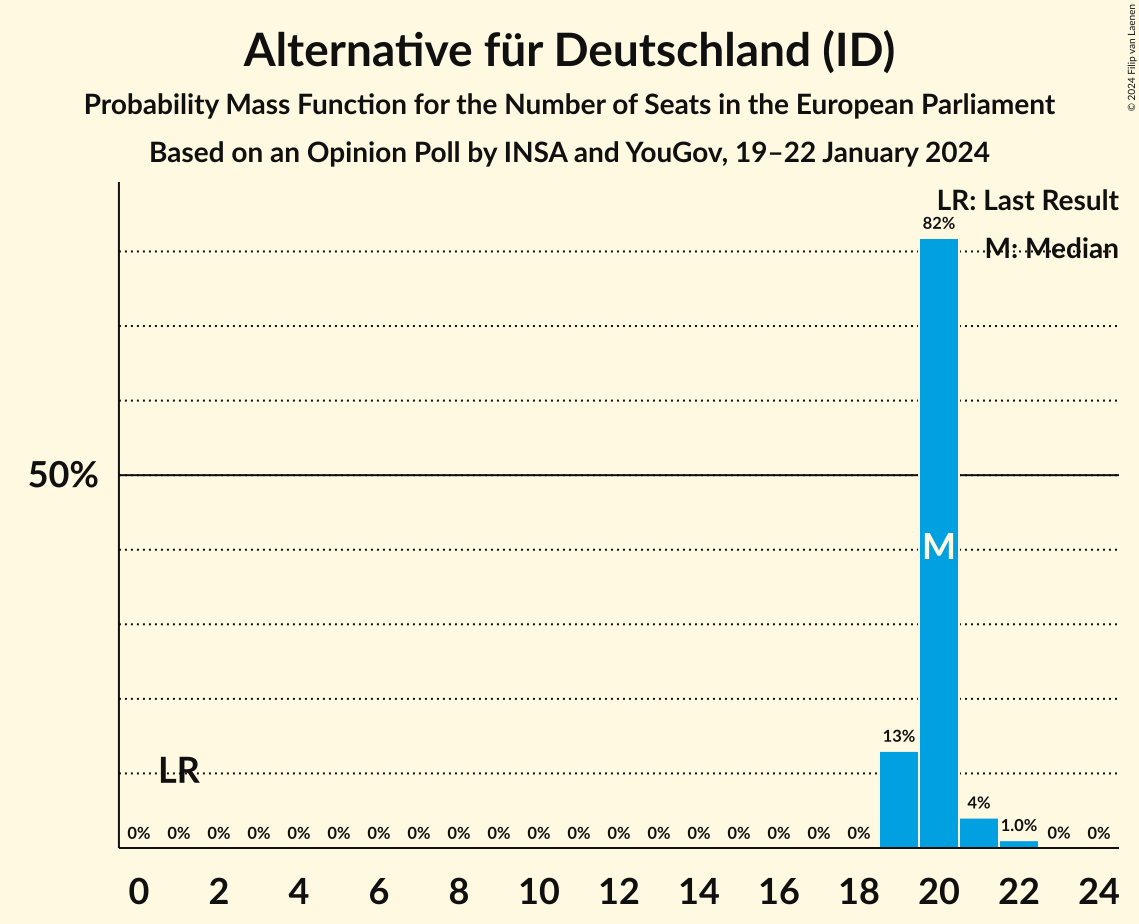 Alternative für Deutschland (ID)
Probability Mass Function for the Number of Seats in the European Parliament
Based on an Opinion Poll by INSA and YouGov, 19–22 January 2024
© 2024 Filip van Laenen
LR: Last Result
82%
M: Median
50%
M
13%
LR
4%
1.0%
0% 0% 0% 0% 0% 0% 0% 0% 0% 0% 0% 0% 0% 0% 0% 0% 0% 0% 0% 0% 0%
0 2 4 6 8 10 12 14 16 18 20 22 24